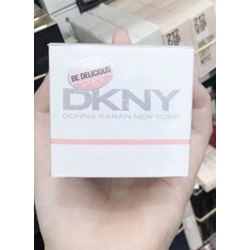 BE DELICIOUS
DKNY
DONNA KARAN NEW YORK